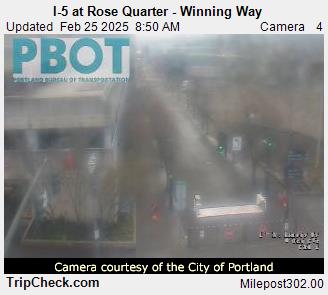 I-5 at Rose Quarter - Winning Way
Updated Feb 25 2025 8:50 AM Camera 4
PBOT
PORTLAND BUREAU OF TRANSPORTATION
Camera courtesy of the City of Portland
TripCheck.com Milepost302.00